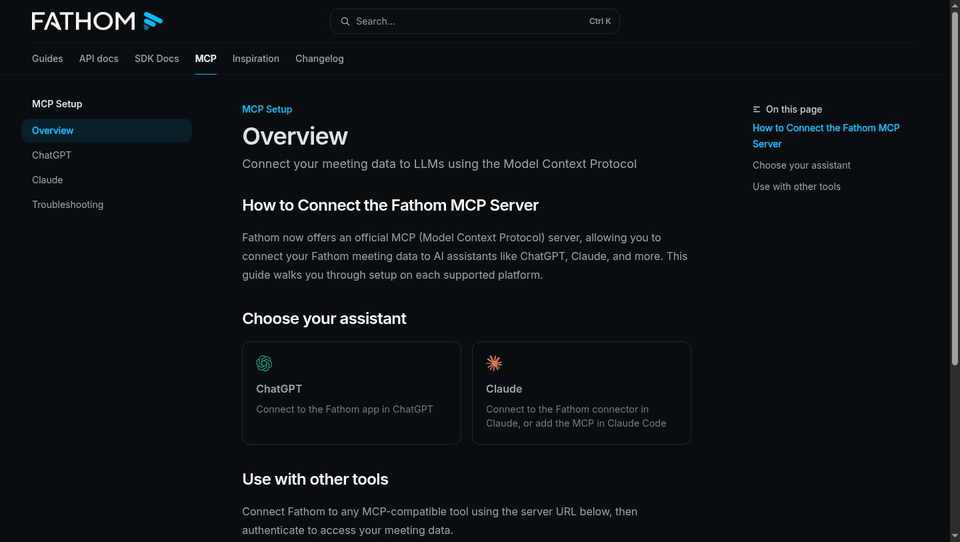 FATHOM
Search...
Ctrl K
Guides
API docs
SDK Docs
MCP
Inspiration
Changelog
MCP Setup
Overview
ChatGPT
Claude
Troubleshooting
MCP Setup
Overview
Connect your meeting data to LLMs using the Model Context Protocol
How to Connect the Fathom MCP Server
Fathom now offers an official MCP (Model Context Protocol) server, allowing you to
connect your Fathom meeting data to AI assistants like ChatGPT, Claude, and more. This
guide walks you through setup on each supported platform.
Choose your assistant
ChatGPT
Connect to the Fathom app in ChatGPT
Claude
Connect to the Fathom connector in
Claude, or add the MCP in Claude Code
Use with other tools
Connect Fathom to any MCP-compatible tool using the server URL below, then
authenticate to access your meeting data.
On this page
How to Connect the Fathom MCP
Server
Choose your assistant
Use with other tools